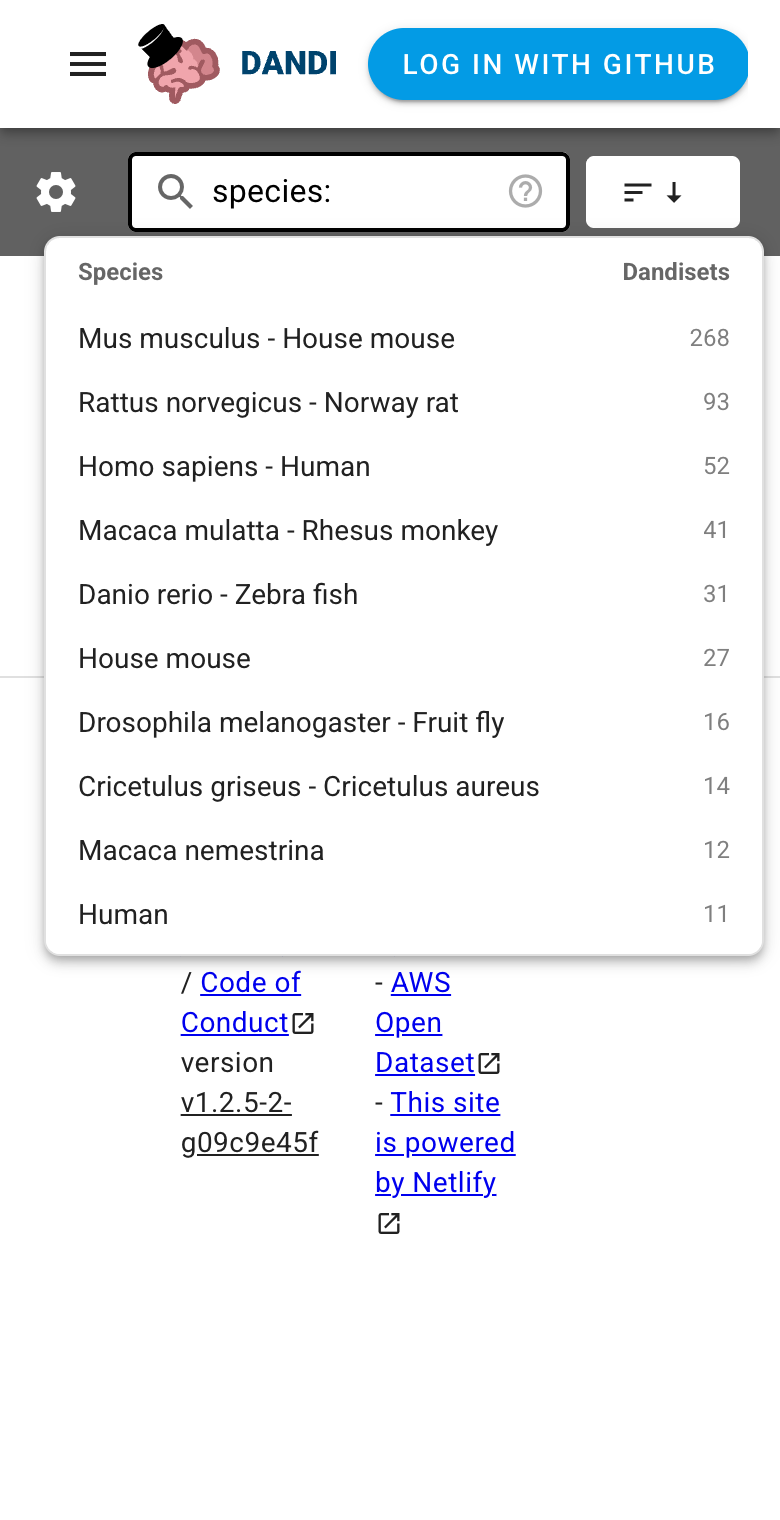 DANDI LOG IN WITH GITHUB
species:
Species Dandisets
Mus musculus - House mouse 268
Rattus norvegicus - Norway rat 93
Homo sapiens - Human 52
Macaca mulatta - Rhesus monkey 41
Danio rerio - Zebra fish 31
House mouse 27
Drosophila melanogaster - Fruit fly 16
Cricetulus griseus - Cricetulus aureus 14
Macaca nemestrina 12
Human 11
/ Code of
Conduct
version
v1.2.5-2-
g09c9e45f
- AWS
Open
Dataset
- This site
is powered
by Netlify